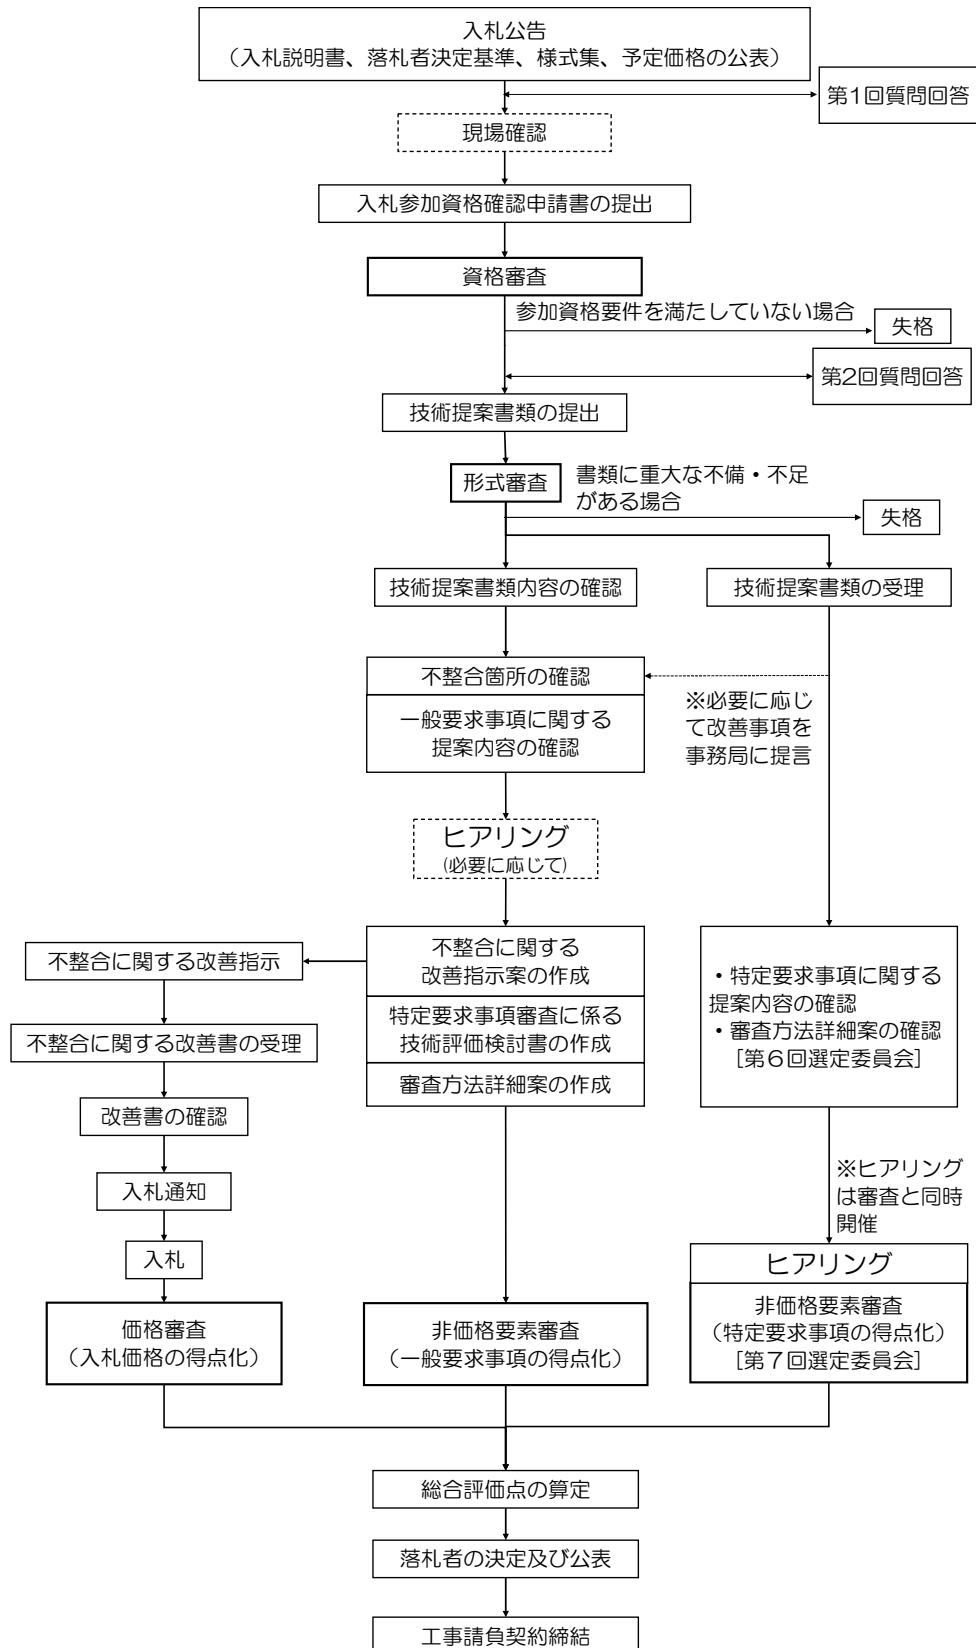 入札公告
（入札説明書、落札者決定基準、様式集、予定価格の公表）
第1回質問回答
現場確認
入札参加資格確認申請書の提出
資格審査
参加資格要件を満たしていない場合
失格
第2回質問回答
技術提案書類の提出
形式審査
書類に重大な不備・不足
がある場合
失格
技術提案書類内容の確認
技術提案書類の受理
不整合箇所の確認
一般要求事項に関する
提案内容の確認
※必要に応じ
て改善事項を
事務局に提言
ヒアリング
(必要に応じて)
不整合に関する改善指示
不整合に関する
改善指示案の作成
特定要求事項審査に係る
技術評価検討書の作成
審査方法詳細案の作成
・特定要求事項に関する
提案内容の確認
・審査方法詳細案の確認
［第６回選定委員会］
不整合に関する改善書の受理
改善書の確認
入札通知
入札
※ヒアリング
は審査と同時
開催
ヒアリング
価格審査
（入札価格の得点化）
非価格要素審査
（一般要求事項の得点化）
非価格要素審査
（特定要求事項の得点化）
［第７回選定委員会］
総合評価点の算定
落札者の決定及び公表
工事請負契約締結